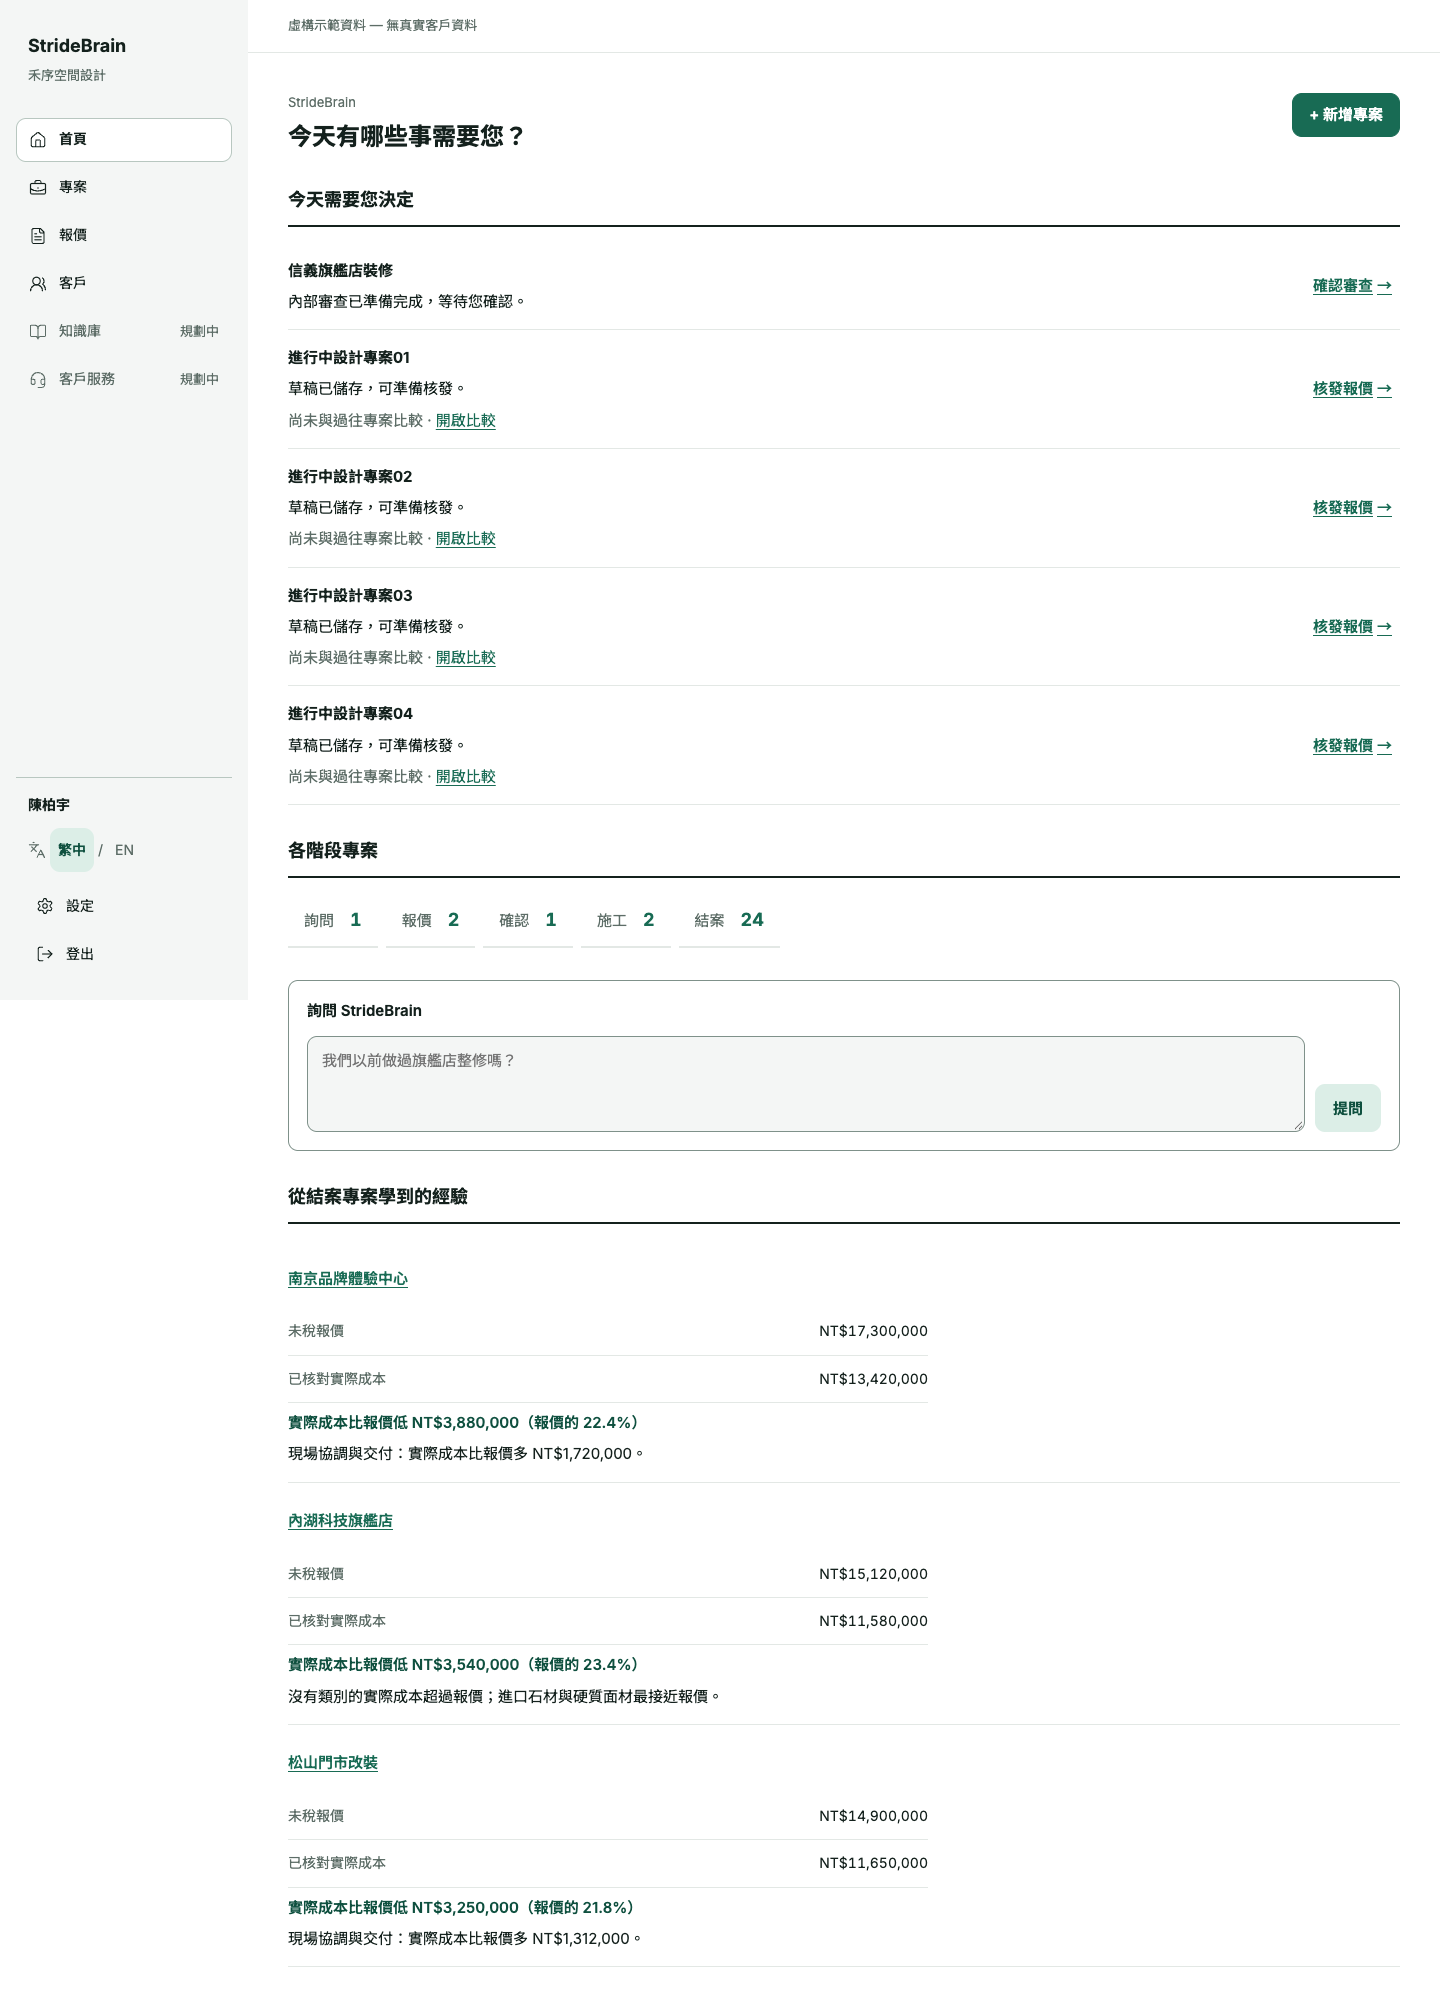 StrideBrain
禾序空間設計
首頁
專案
報價
客戶
知識庫 規劃中
客戶服務 規劃中
陳柏宇
繁中 / EN
設定
登出
虛構示範資料 — 無真實客戶資料
StrideBrain
今天有哪些事需要您？
+ 新增專案
今天需要您決定
信義旗艦店裝修
內部審查已準備完成，等待您確認。
確認審查 →
進行中設計專案01
草稿已儲存，可準備核發。
尚未與過往專案比較 · 開啟比較
核發報價 →
進行中設計專案02
草稿已儲存，可準備核發。
尚未與過往專案比較 · 開啟比較
核發報價 →
進行中設計專案03
草稿已儲存，可準備核發。
尚未與過往專案比較 · 開啟比較
核發報價 →
進行中設計專案04
草稿已儲存，可準備核發。
尚未與過往專案比較 · 開啟比較
核發報價 →
各階段專案
詢問 1 報價 2 確認 1 施工 2 結案 24
詢問 StrideBrain
我們以前做過旗艦店整修嗎？
提問
從結案專案學到的經驗
南京品牌體驗中心
未稅報價 NT$17,300,000
已核對實際成本 NT$13,420,000
實際成本比報價低 NT$3,880,000（報價的 22.4%）
現場協調與交付：實際成本比報價多 NT$1,720,000。
內湖科技旗艦店
未稅報價 NT$15,120,000
已核對實際成本 NT$11,580,000
實際成本比報價低 NT$3,540,000（報價的 23.4%）
沒有類別的實際成本超過報價；進口石材與硬質面材最接近報價。
松山門市改裝
未稅報價 NT$14,900,000
已核對實際成本 NT$11,650,000
實際成本比報價低 NT$3,250,000（報價的 21.8%）
現場協調與交付：實際成本比報價多 NT$1,312,000。